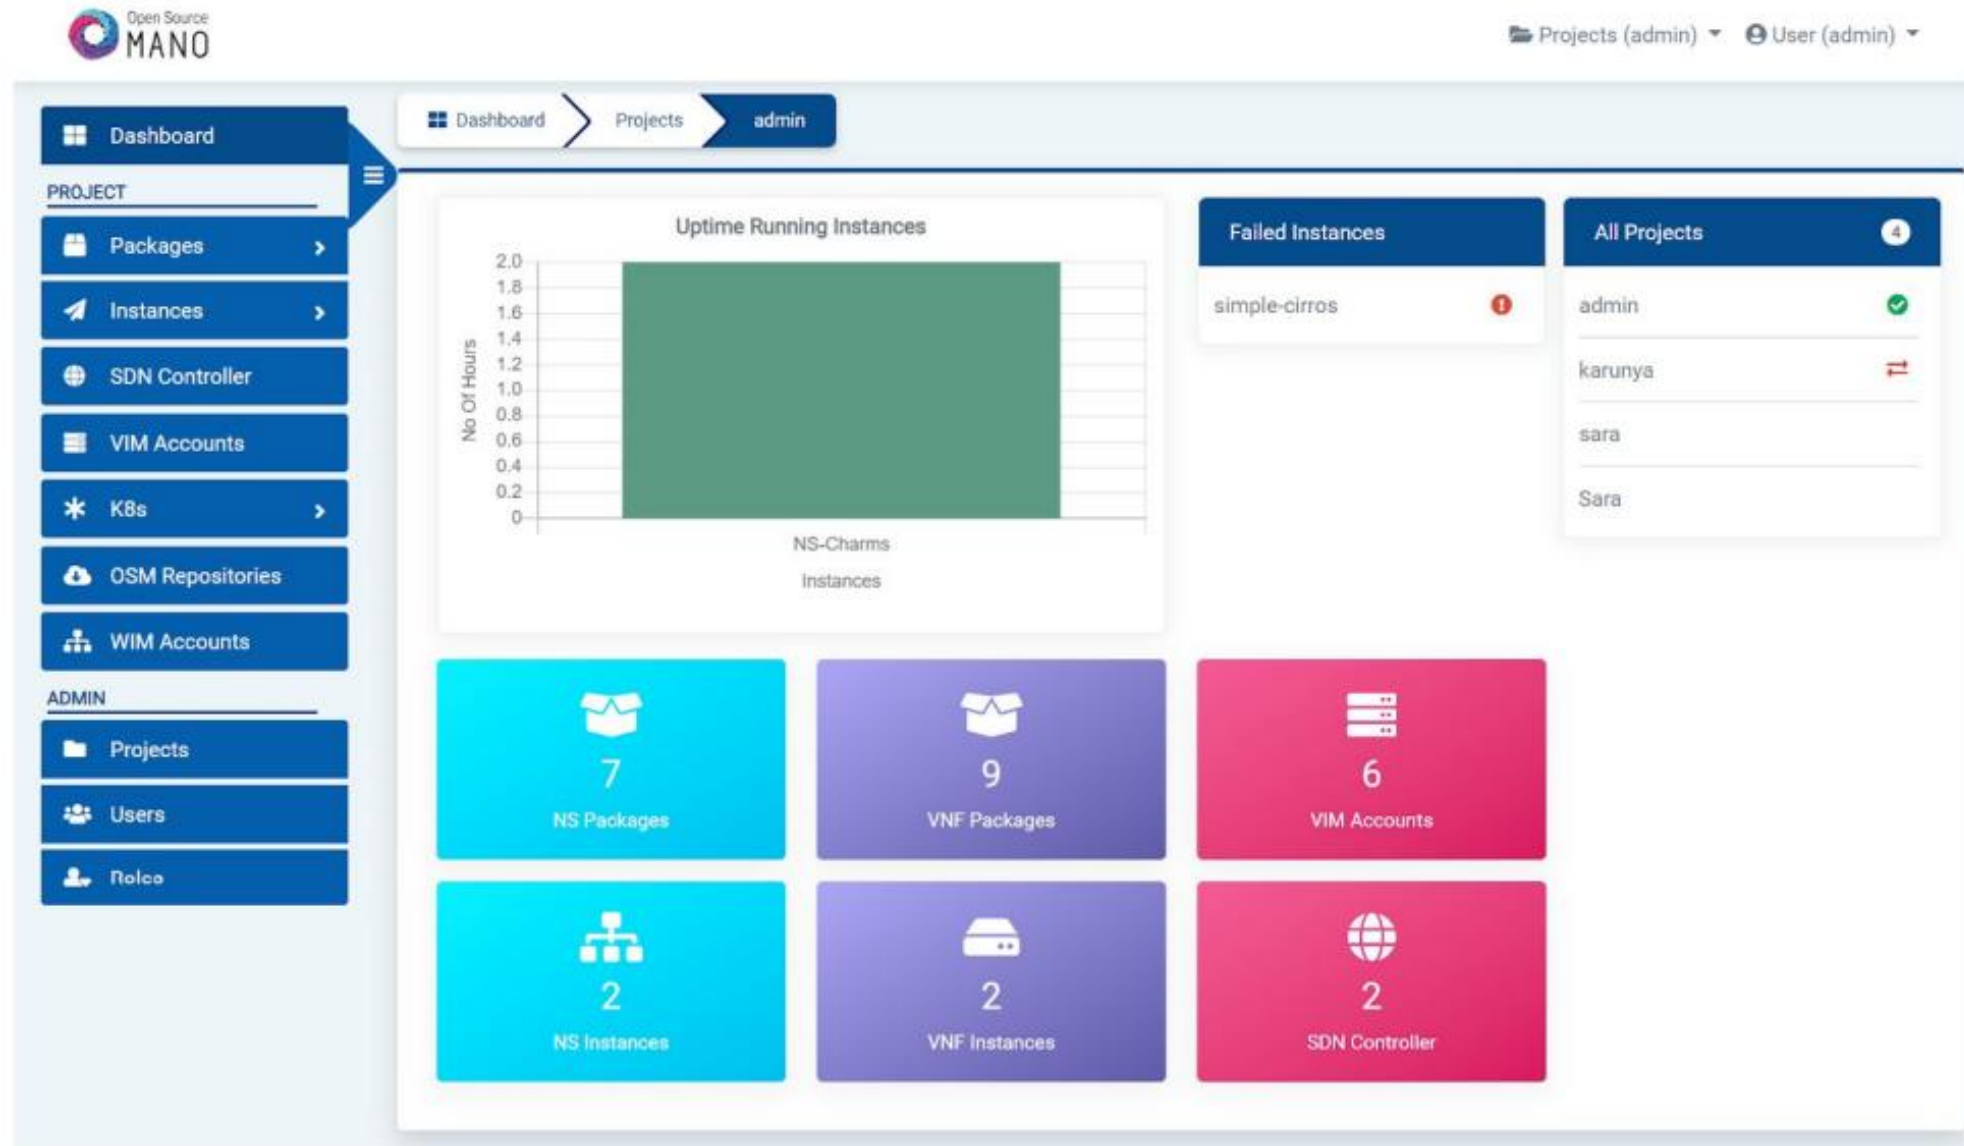 Open Source
MANO
Projects (admin)
User (admin)
Dashboard
PROJECT
Packages
Instances
SDN Controller
VIM Accounts
K8s
OSM Repositories
WIM Accounts
ADMIN
Projects
Users
Dashboard
Projects
admin
Uptime Running Instances
No Of Hours
2.0
1.8
1.6
1.4
1.2
1.0
0.8
0.6
0.4
0.2
0
NS-Charms
Instances
Failed Instances
simple-cirros
All Projects 4
admin
karunya
sara
Sara
7
NS Packages
9
VNF Packages
6
VIM Accounts
2
NS Instances
2
VNF Instances
2
SDN Controller